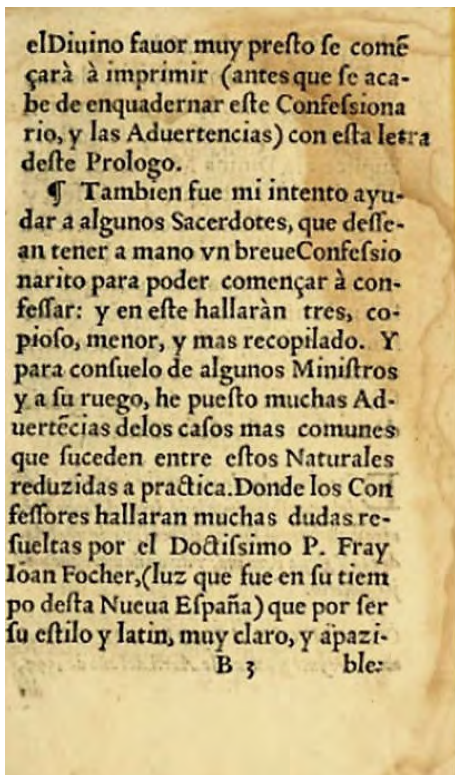 elDiuino fauor muy preſto ſe comẽ
çarà à imprimir (antes que ſe aca-
be de enquadernar eſte Confeſsiona
rio, y las Aduertencias) con eſta letra
deſte Prologo.
¶ Tambien fue mi intento ayu-
dar a algunos Sacerdotes, que deſſe-
an tener a mano vn breueConfeſsio
narito para poder començar à con-
feſſar: y en eſte hallaràn tres, co-
pioſo, menor, y mas recopilado. Y
para conſuelo de algunos Miniſtros
y a ſu ruego, he pueſto muchas Ad-
uertẽcias delos caſos mas comunes
que ſuceden entre eſtos Naturales
reduzidas a practica.Donde los Con
feſſores hallaran muchas dudas re-
ſueltas por el Doctiſsimo P. Fray
Ioan Focher,(luz que fue en ſu tiem
po deſta Nueua Eſpaña) que por ſer
ſu eſtilo y latin, muy claro, y apazi-
B 3 ble: